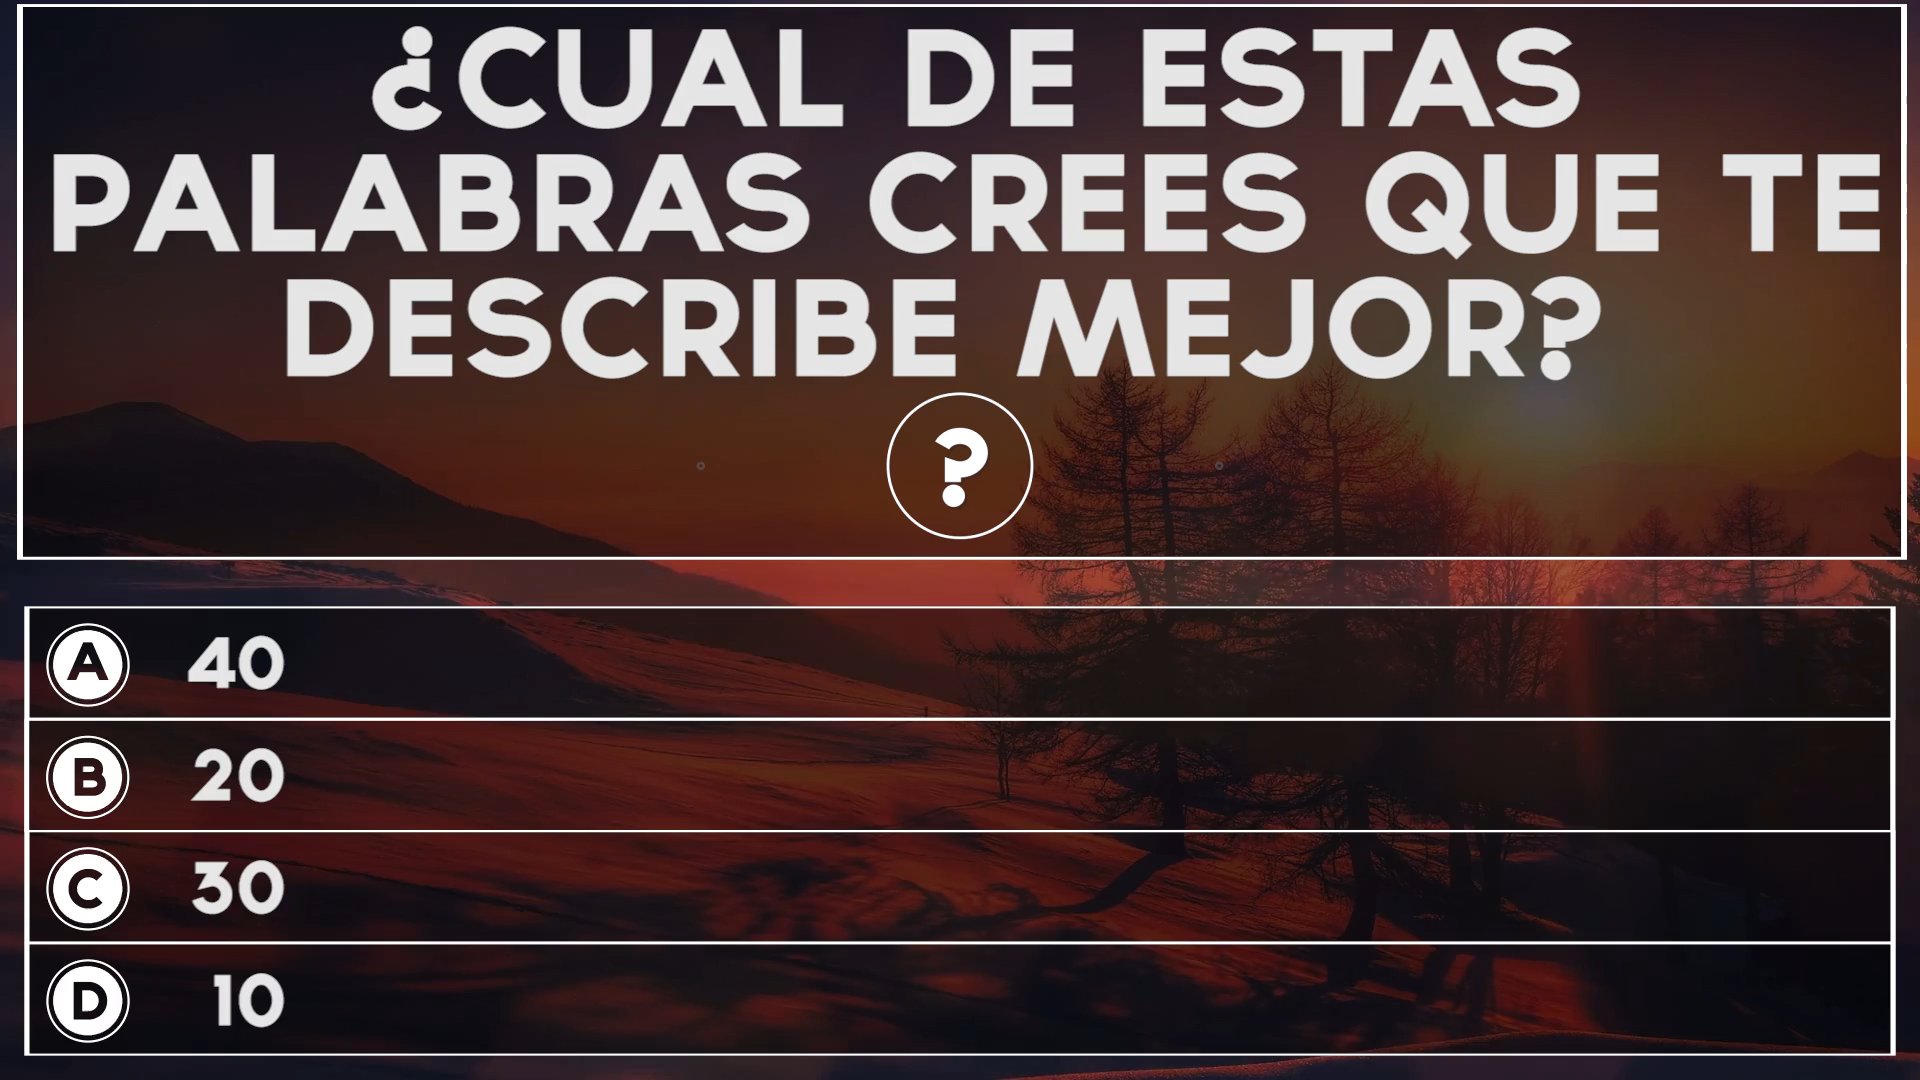 ¿CUAL DE ESTAS
PALABRAS CREES QUE TE
DESCRIBE MEJOR?
?
A 40
B 20
C 30
D 10